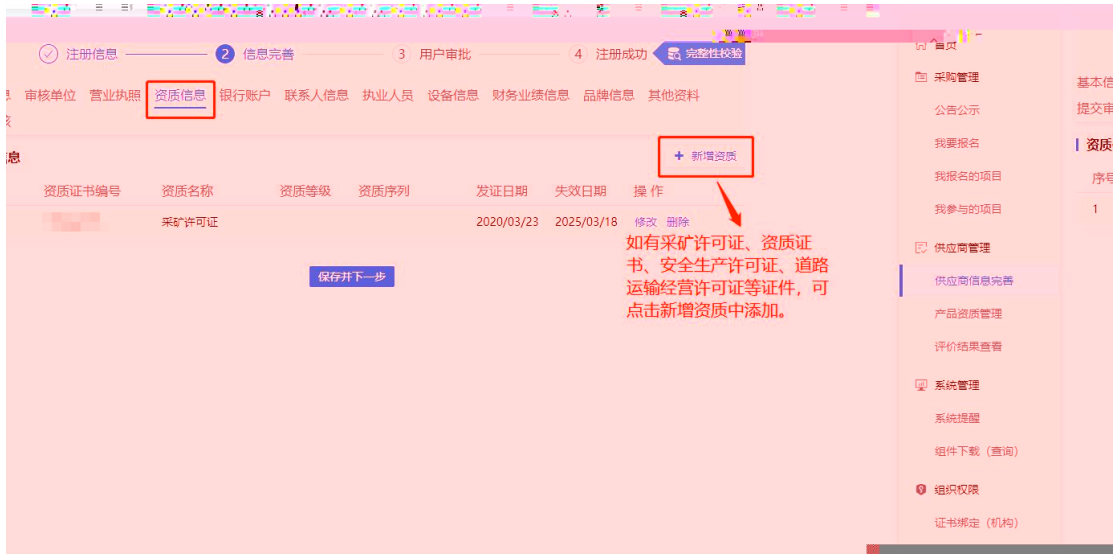 注册信息
2 信息完善
3 用户审批
4 注册成功
完整性校验
审核单位 营业执照 资质信息 银行账户 联系人信息 执业人员 设备信息 财务业绩信息 品牌信息 其他资料
息
+ 新增资质
资质证书编号 资质名称 资质等级 资质序列 发证日期 失效日期 操作
采矿许可证 2020/03/23 2025/03/18 修改 删除
保存并下一步
如有采矿许可证、资质证
书、安全生产许可证、道路
运输经营许可证等证件，可
点击新增资质中添加。
首页
采购管理
公告公示
我要报名
我报名的项目
我参与的项目
供应商管理
供应商信息完善
产品资质管理
评价结果查看
系统管理
系统提醒
组件下载（查询）
组织权限
证书绑定（机构）
基本信
提交审
资质
序号
1